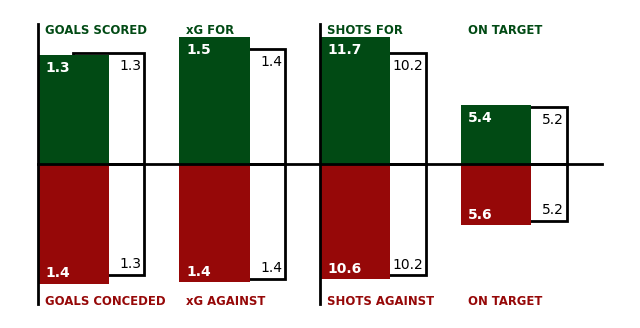 GOALS SCORED xG FOR SHOTS FOR ON TARGET
1.3 1.3 1.5 1.4 11.7 10.2 5.4 5.2
1.4 1.3 1.4 1.4 10.6 10.2 5.6 5.2
GOALS CONCEDED xG AGAINST SHOTS AGAINST ON TARGET